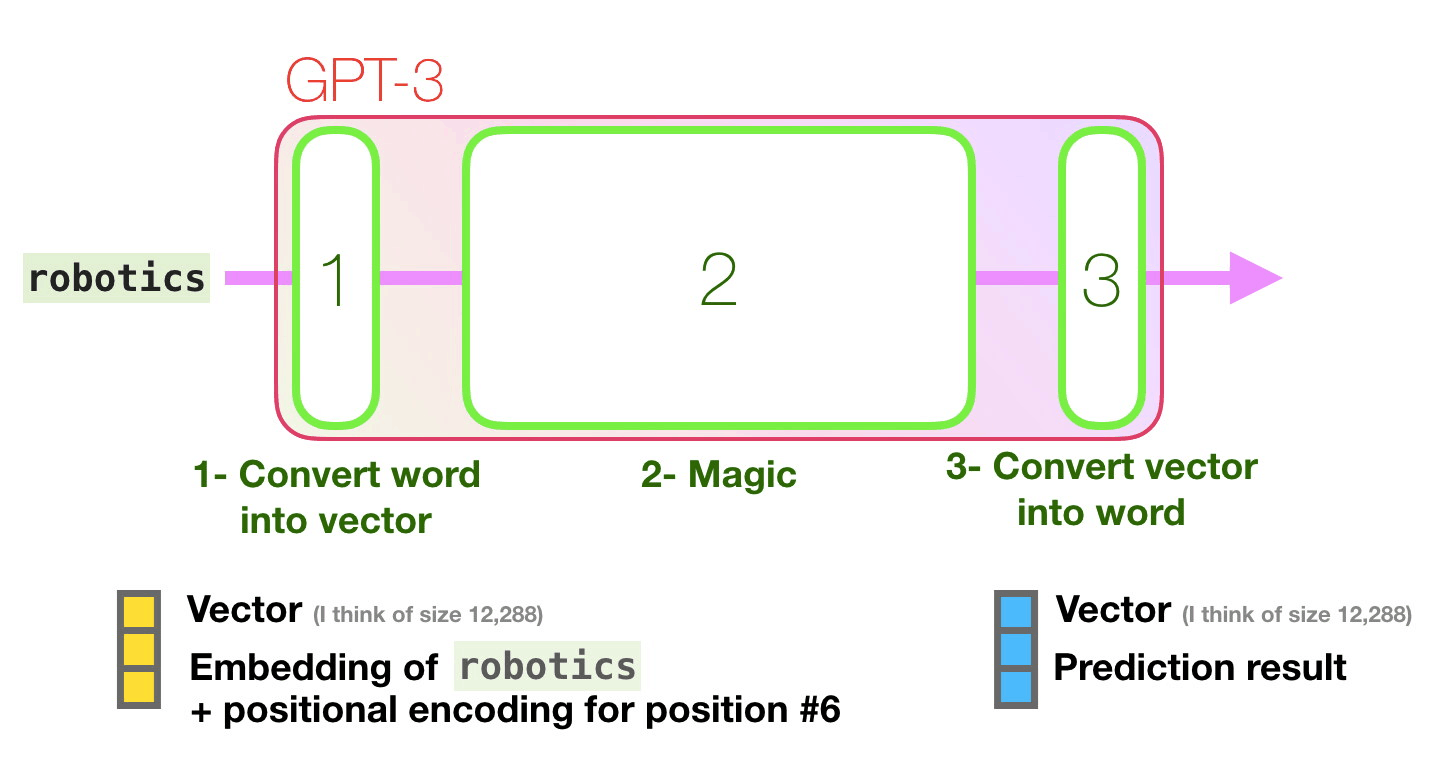 GPT-3
robotics
1
2
3
1- Convert word
into vector
2- Magic
3- Convert vector
into word
Vector (I think of size 12,288)
Embedding of robotics
+ positional encoding for position #6
Vector (I think of size 12,288)
Prediction result